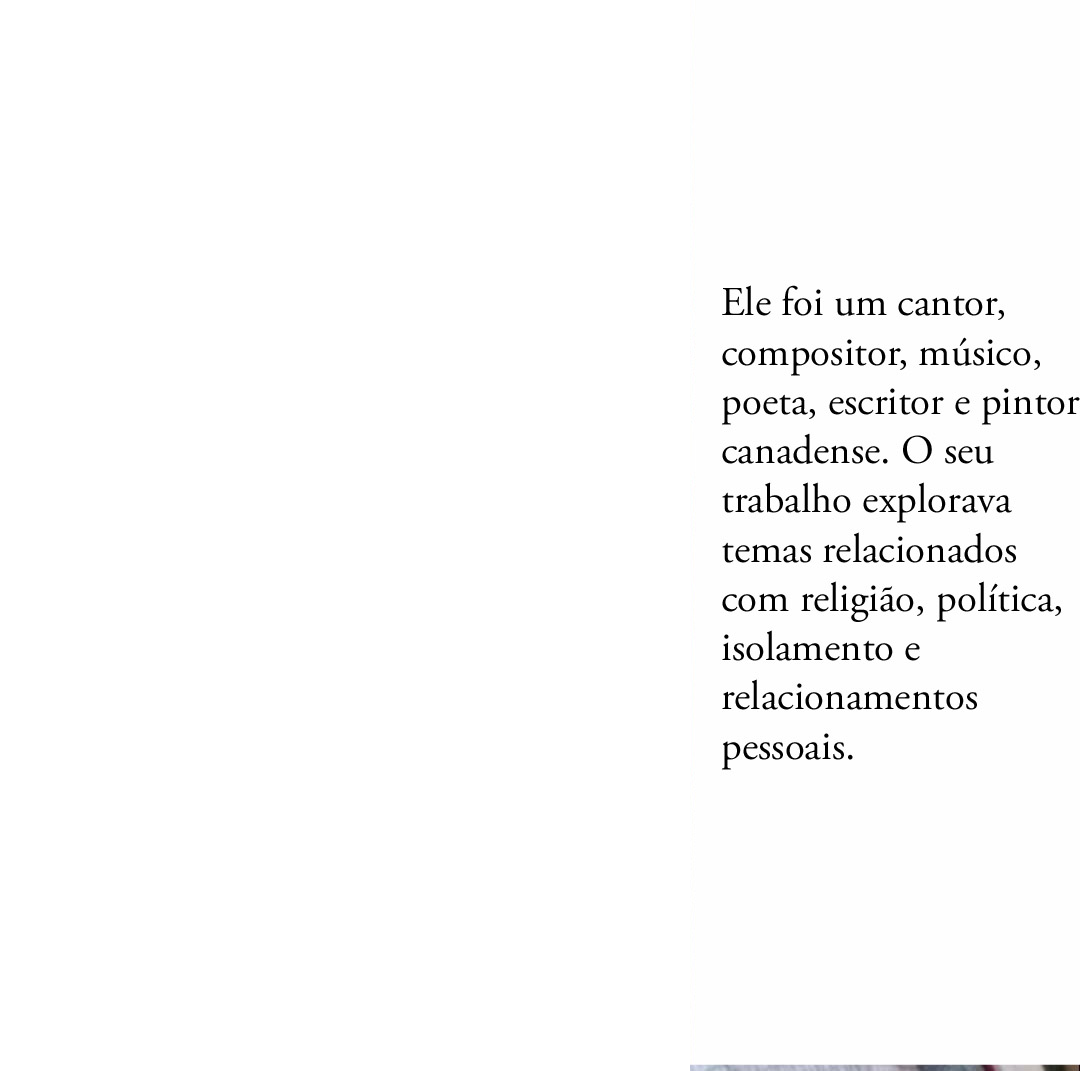 Ele foi um cantor,
compositor, músico,
poeta, escritor e pintor
canadense. O seu
trabalho explorava
temas relacionados
com religião, política,
isolamento e
relacionamentos
pessoais.